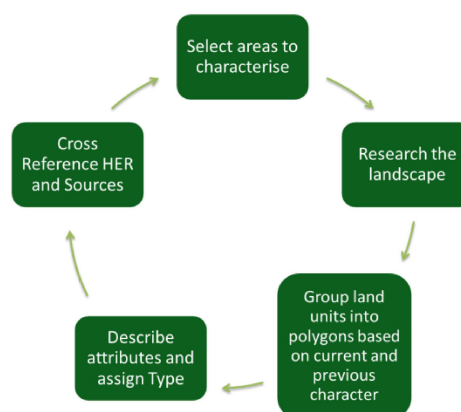 Select areas to
characterise
Research the
landscape
Group land
units into
polygons based
on current and
previous
character
Describe
attributes and
assign Type
Cross
Reference HER
and Sources